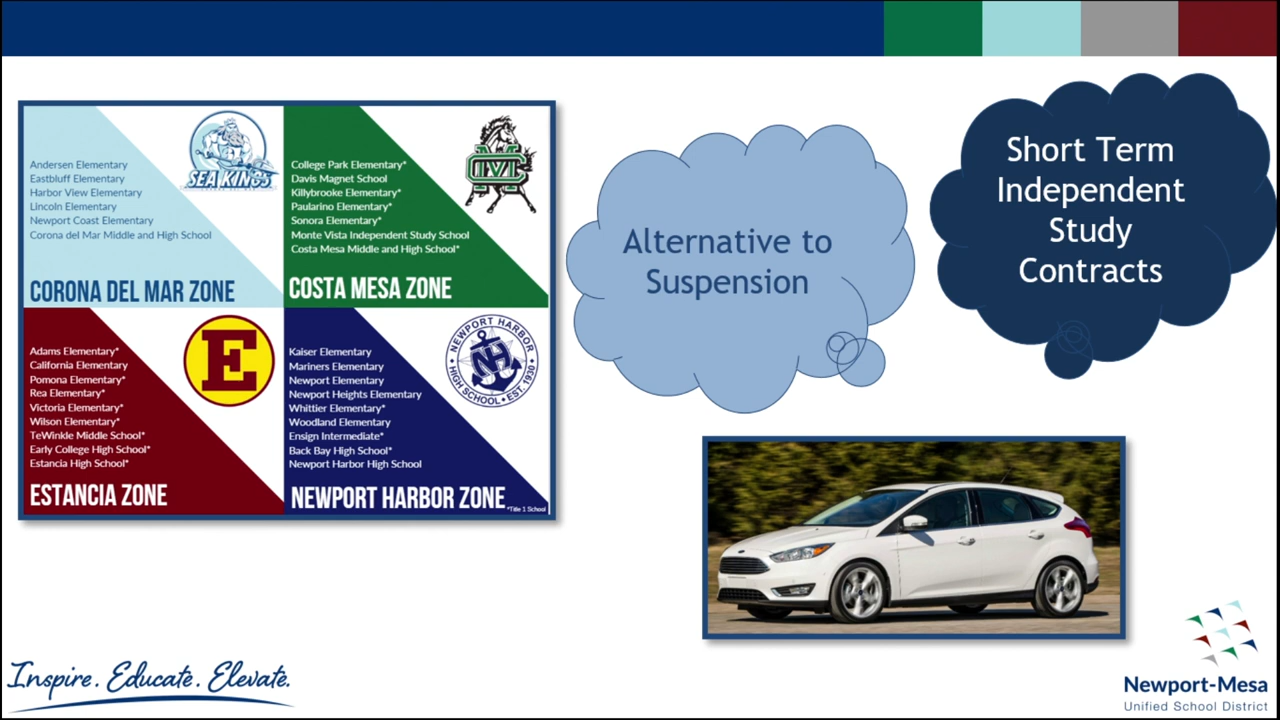 Andersen Elementary
Eastbluff Elementary
Harbor View Elementary
Lincoln Elementary
Newport Coast Elementary
Corona del Mar Middle and High School
SEA KINGS
CORONA DEL MAR ZONE
College Park Elementary*
Davis Magnet School
Killybrooke Elementary*
Paularino Elementary*
Sonora Elementary*
Monte Vista Independent Study School
Costa Mesa Middle and High School*
CM
COSTA MESA ZONE
Adams Elementary*
California Elementary
Pomona Elementary*
Rea Elementary*
Victoria Elementary*
Wilson Elementary*
TeWinkle Middle School*
Early College High School*
Estancia High School*
E
ESTANCIA ZONE
Kaiser Elementary
Mariners Elementary
Newport Elementary
Newport Heights Elementary
Whittier Elementary*
Woodland Elementary
Ensign Intermediate*
Back Bay High School*
Newport Harbor High School
NEWPORT HARBOR
NH
HIGH SCHOOL • EST. 1930
NEWPORT HARBOR ZONE
*Title 1 School
Alternative to
Suspension
Short Term
Independent
Study
Contracts
Inspire. Educate. Elevate.
Newport-Mesa
Unified School District